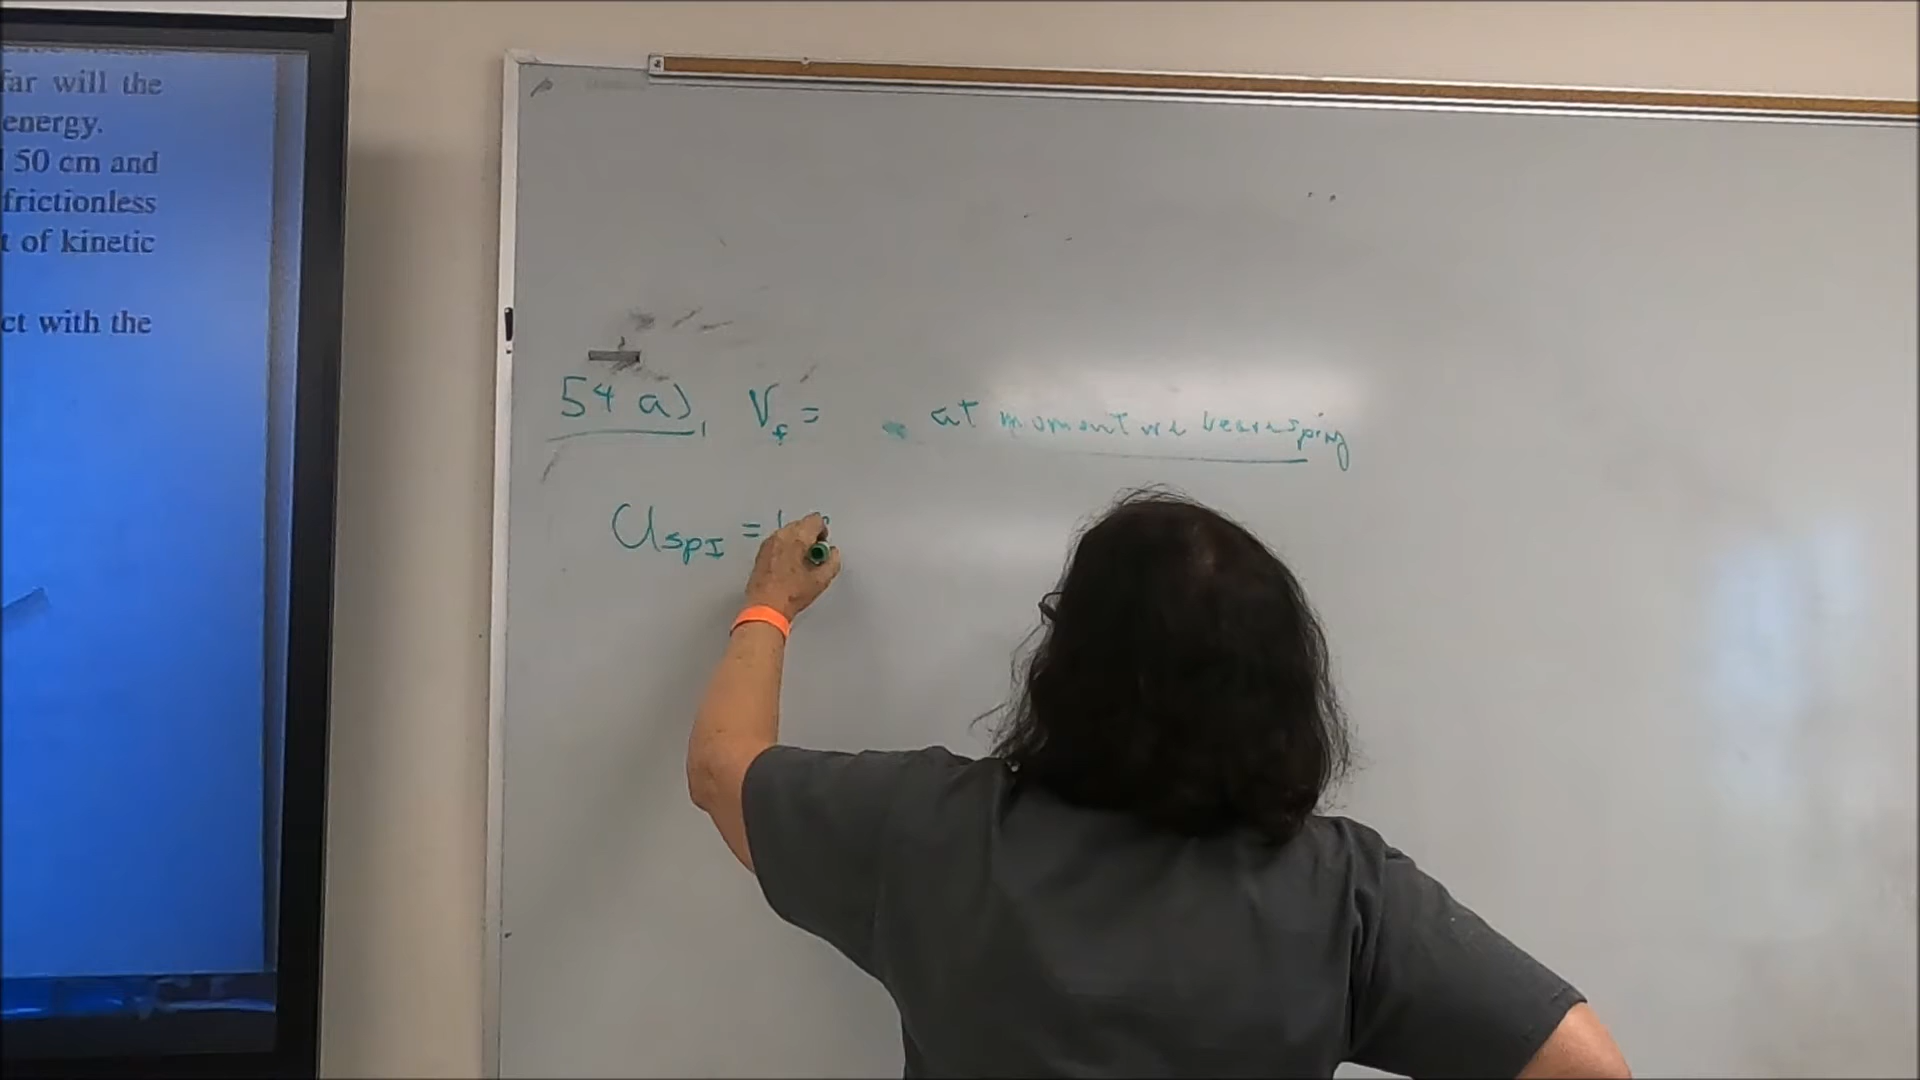 far will the
energy.
50 cm and
frictionless
t of kinetic
ct with the
54 a), V_f = at moment we leave sping
U_spI =